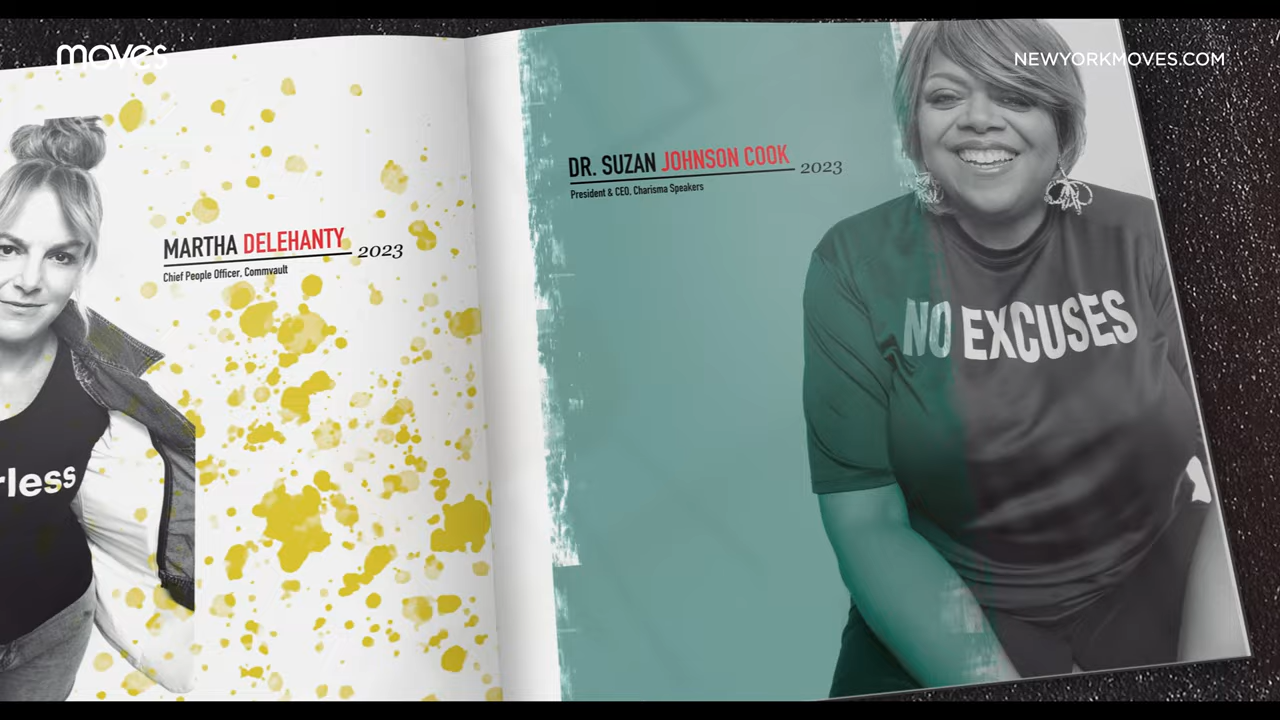 moves
NEWYORKMOVES.COM
MARTHA DELEHANTY 2023
Chief People Officer, Commvault
rless
DR. SUZAN JOHNSON COOK 2023
President & CEO, Charisma Speakers
NO EXCUSES